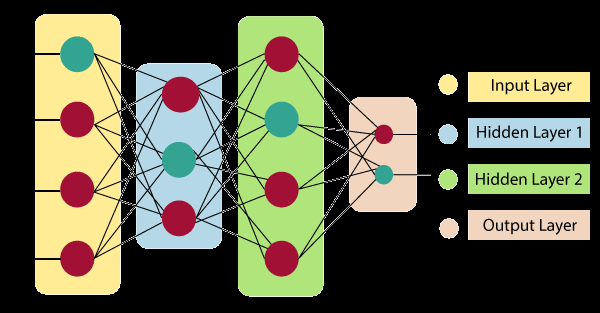 Input Layer
Hidden Layer 1
Hidden Layer 2
Output Layer